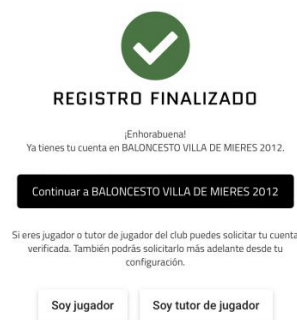 REGISTRO FINALIZADO
¡Enhorabuena!
Ya tienes tu cuenta en BALONCESTO VILLA DE MIERES 2012.
Continuar a BALONCESTO VILLA DE MIERES 2012
Si eres jugador o tutor de jugador del club puedes solicitar tu cuenta
verificada. También podrás solicitarlo más adelante desde tu
configuración.
Soy jugador
Soy tutor de jugador